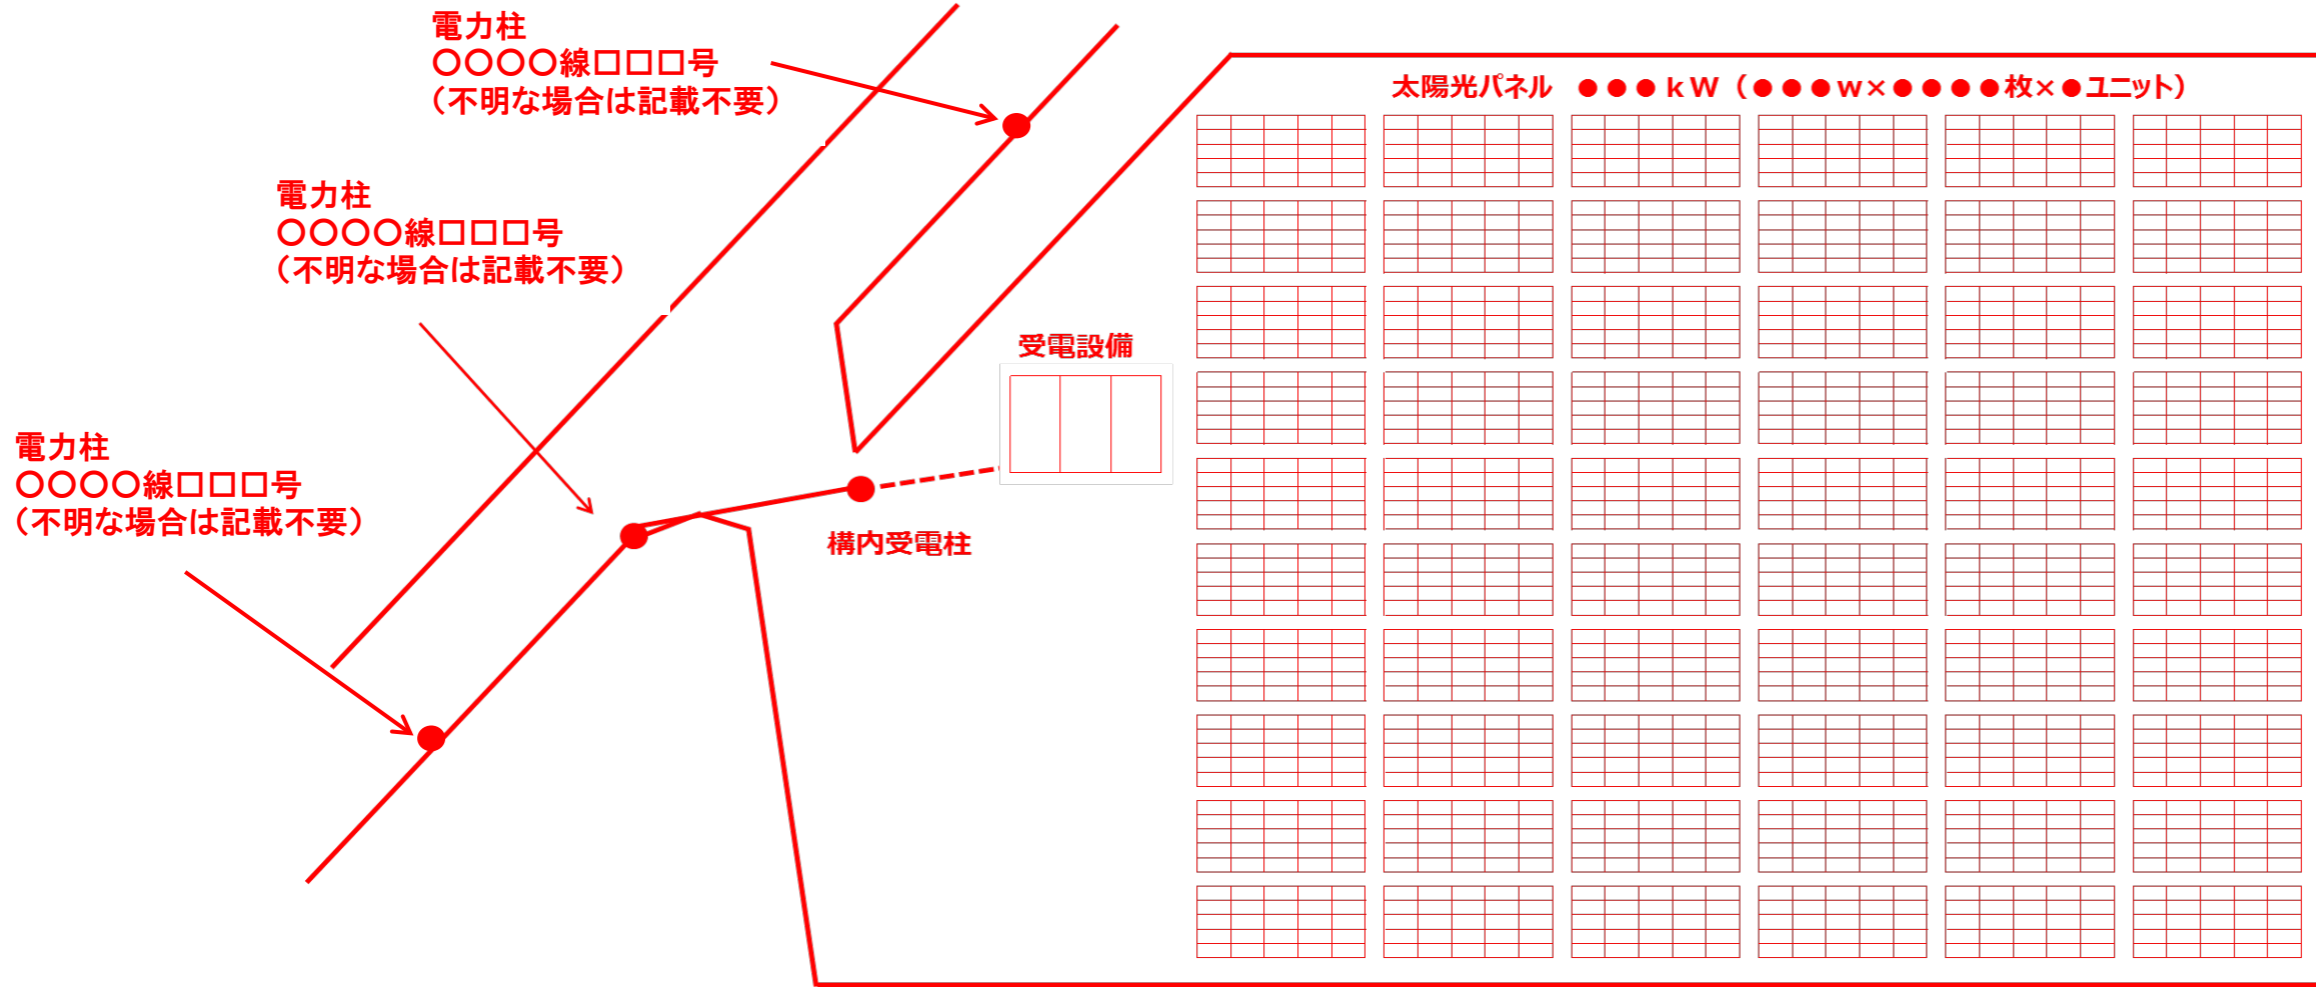 電力柱
〇〇〇〇線□□□号
（不明な場合は記載不要）
太陽光パネル ●●●kW（●●●w×●●●●枚×●ユニット）
電力柱
〇〇〇〇線□□□号
（不明な場合は記載不要）
受電設備
電力柱
〇〇〇〇線□□□号
（不明な場合は記載不要）
構内受電柱